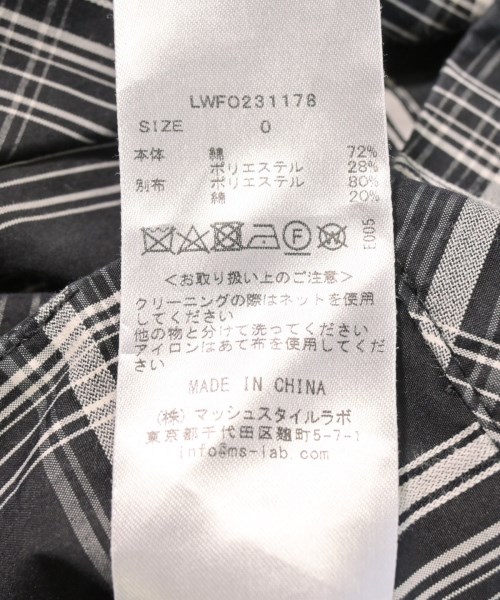 LWFO231178
SIZE 0
本体 綿 72%
ポリエステル 28%
別布 ポリエステル 80%
綿 20%
F
W
E005
<お取り扱い上のご注意>
クリーニングの際はネットを使用
してください
他の物と分けて洗ってください
アイロンはあて布を使用してくだ
さい
MADE IN CHINA
(株)マッシュスタイルラボ
東京都千代田区麹町5-7-1
info@ms-lab.com